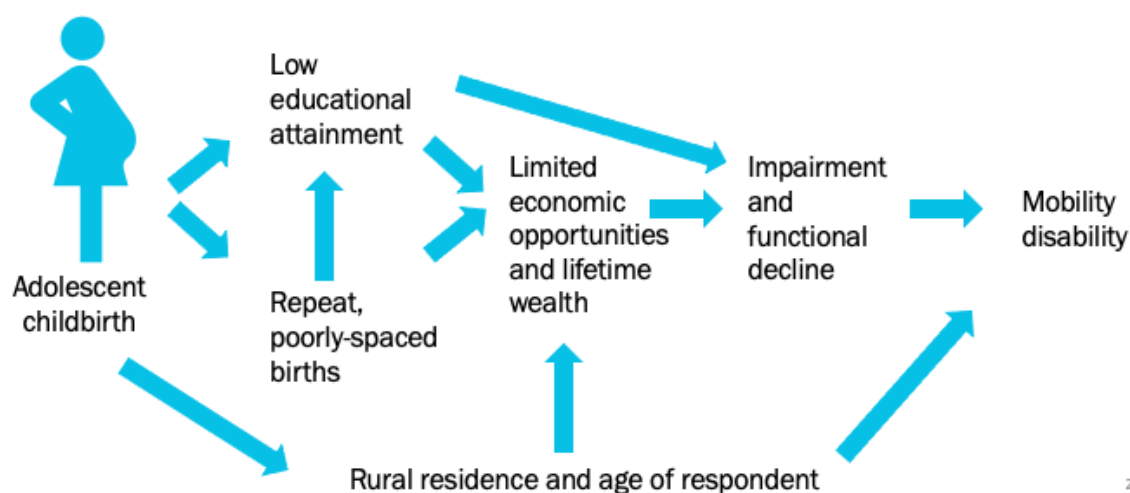 Low
educational
attainment
Limited
economic
opportunities
and lifetime
wealth
Impairment
and
functional
decline
Mobility
disability
Adolescent
childbirth
Repeat,
poorly-spaced
births
Rural residence and age of respondent
2